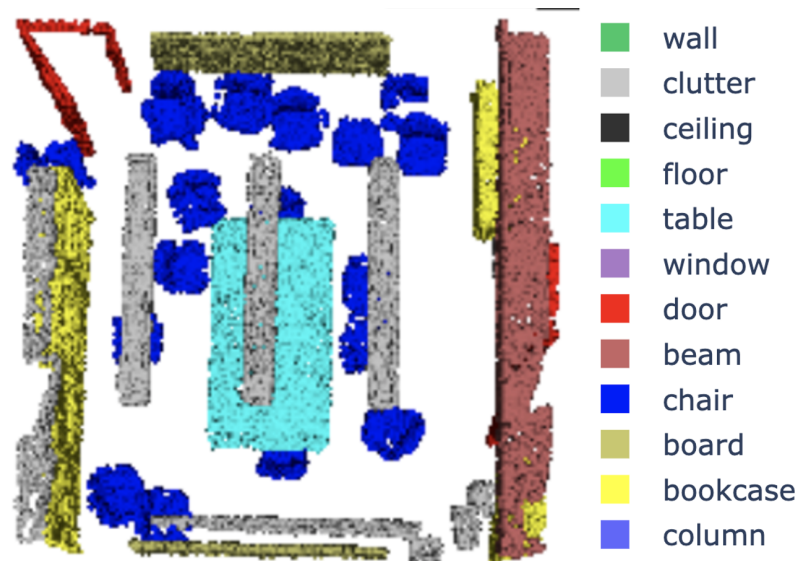 wall
clutter
ceiling
floor
table
window
door
beam
chair
board
bookcase
column